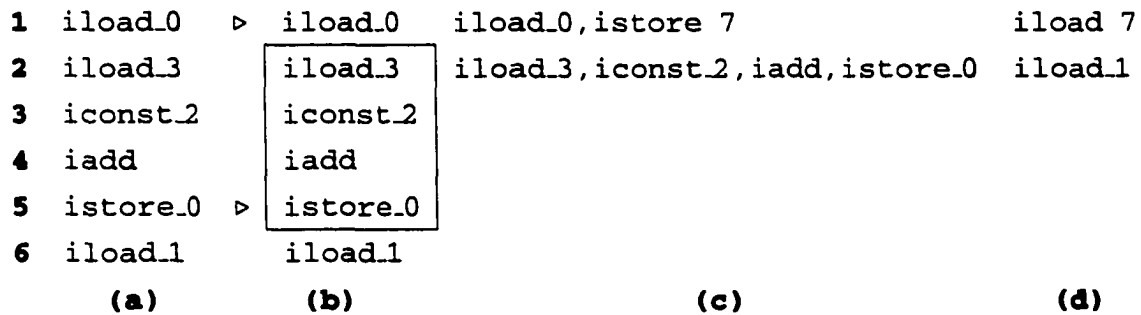 1 iload_0 ▹ iload_0 iload_0,istore 7 iload 7
2 iload_3 iload_3 iload_3,iconst_2,iadd,istore_0 iload_1
3 iconst_2 iconst_2
4 iadd iadd
5 istore_0 ▹ istore_0
6 iload_1 iload_1
(a) (b) (c) (d)